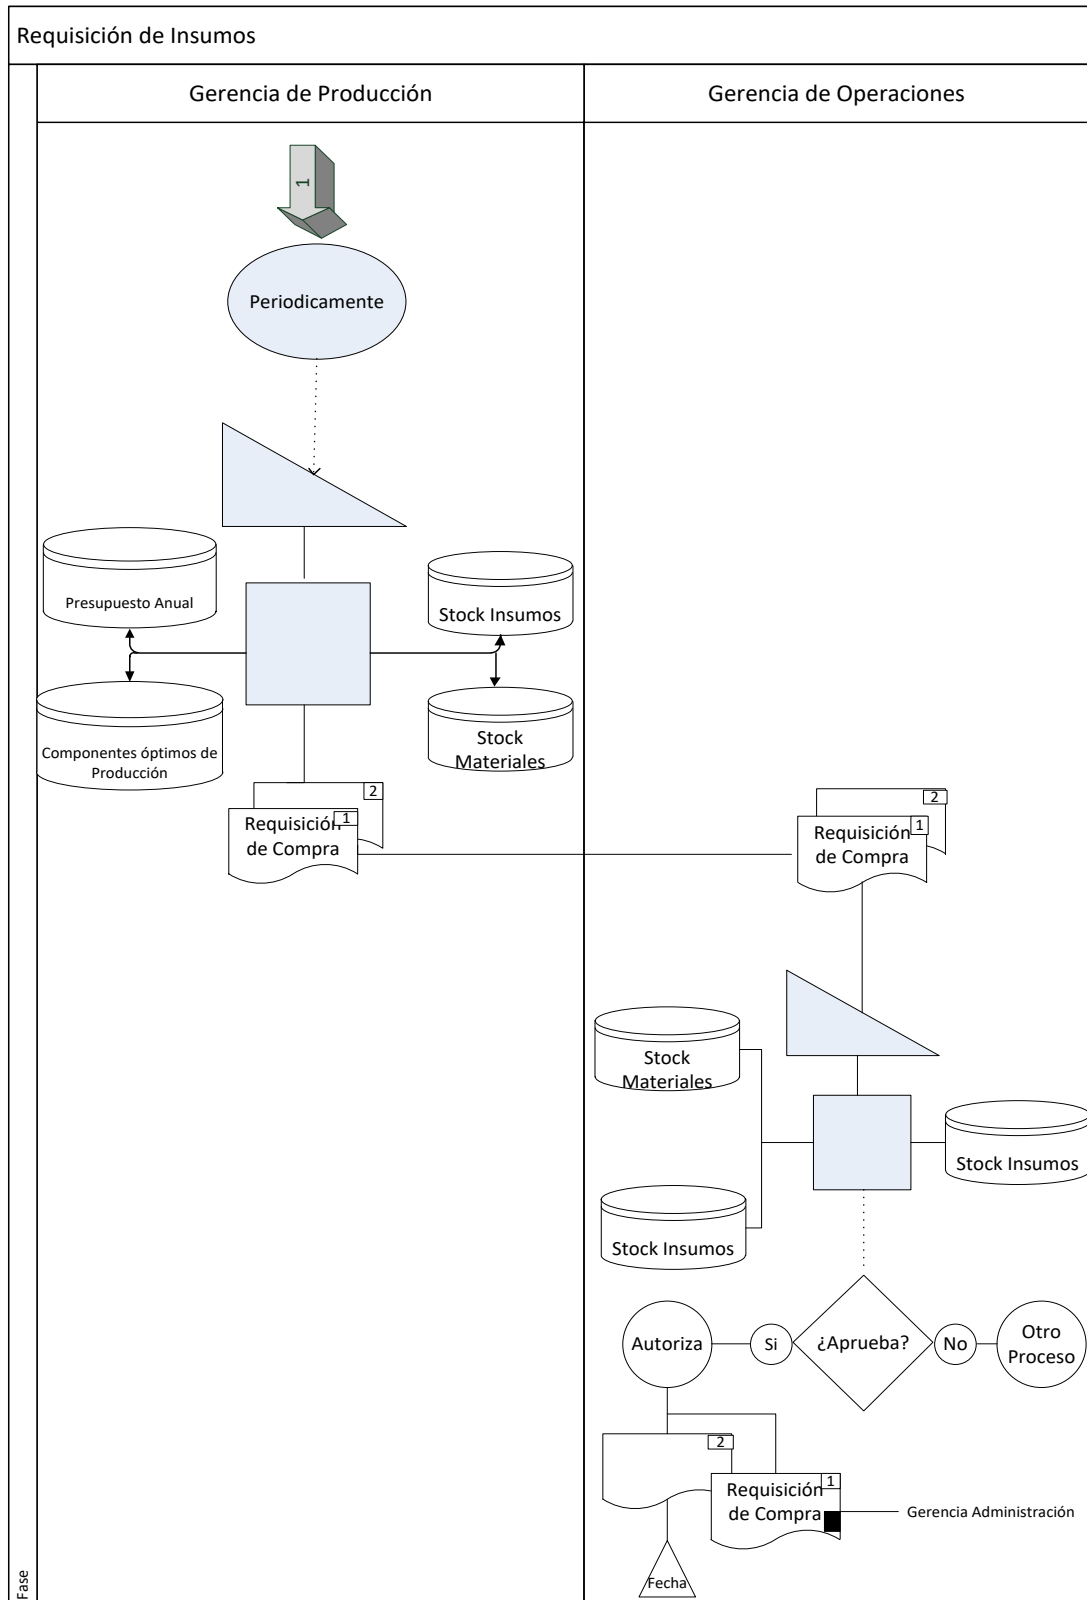 Requisición de Insumos
Gerencia de Producción
Gerencia de Operaciones
1
Periodicamente
Presupuesto Anual
Stock Insumos
Componentes óptimos de
Producción
Stock
Materiales
2
1
Requisición
de Compra
2
1
Requisición
de Compra
Stock
Materiales
Stock Insumos
Stock Insumos
Autoriza
Si
¿Aprueba?
No
Otro
Proceso
2
1
Requisición
de Compra
Gerencia Administración
Fecha
Fase